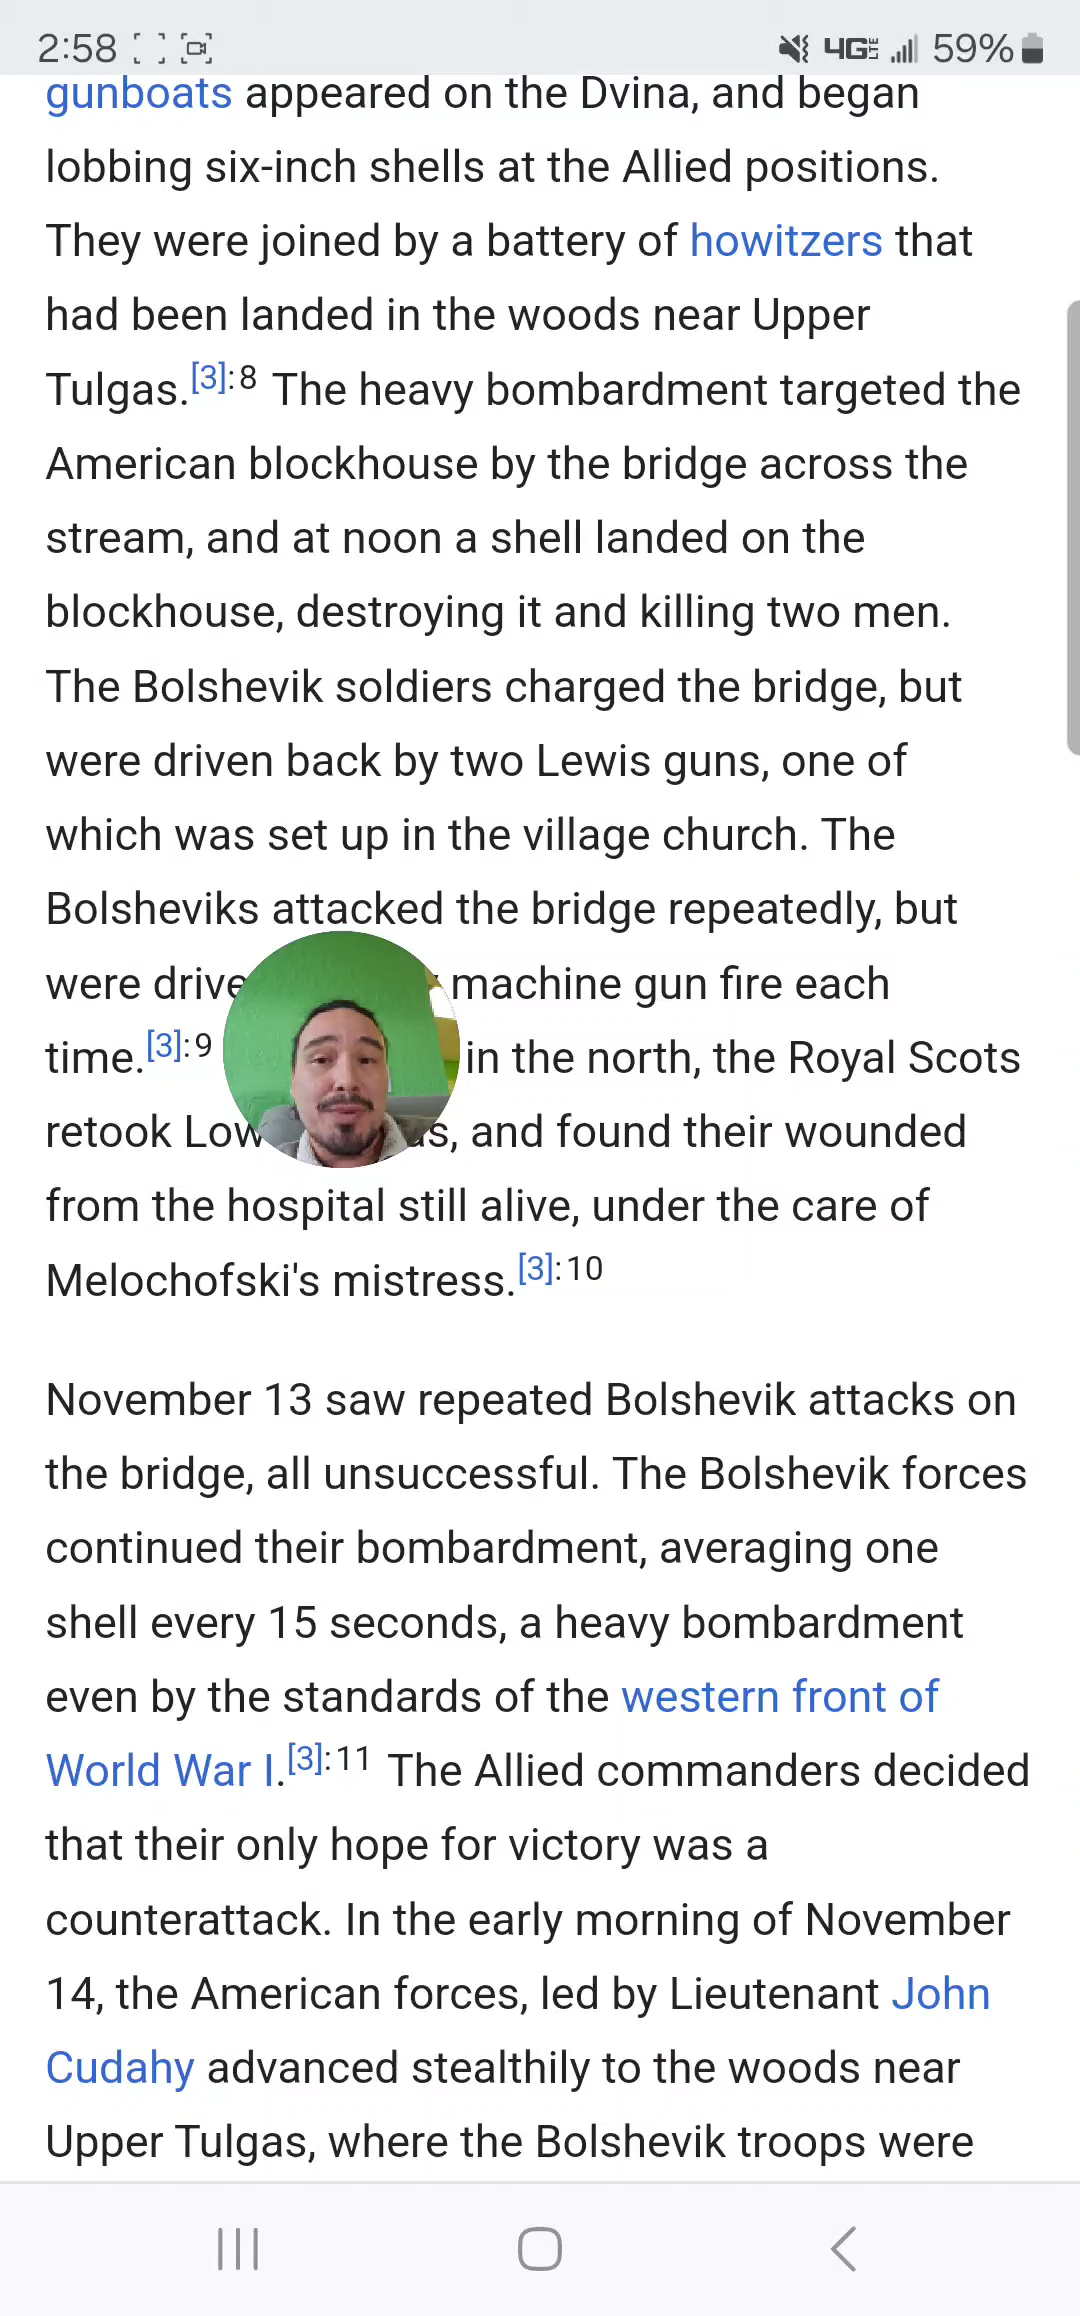 2:58 4G LTE 59%
gunboats appeared on the Dvina, and began
lobbing six-inch shells at the Allied positions.
They were joined by a battery of howitzers that
had been landed in the woods near Upper
Tulgas.[3]:8 The heavy bombardment targeted the
American blockhouse by the bridge across the
stream, and at noon a shell landed on the
blockhouse, destroying it and killing two men.
The Bolshevik soldiers charged the bridge, but
were driven back by two Lewis guns, one of
which was set up in the village church. The
Bolsheviks attacked the bridge repeatedly, but
were machine gun fire each
time.[3]:9 in the north, the Royal Scots
retook and found their wounded
from the hospital still alive, under the care of
Melochofski's mistress.[3]:10
November 13 saw repeated Bolshevik attacks on
the bridge, all unsuccessful. The Bolshevik forces
continued their bombardment, averaging one
shell every 15 seconds, a heavy bombardment
even by the standards of the western front of
World War I.[3]:11 The Allied commanders decided
that their only hope for victory was a
counterattack. In the early morning of November
14, the American forces, led by Lieutenant John
Cudahy advanced stealthily to the woods near
Upper Tulgas, where the Bolshevik troops were